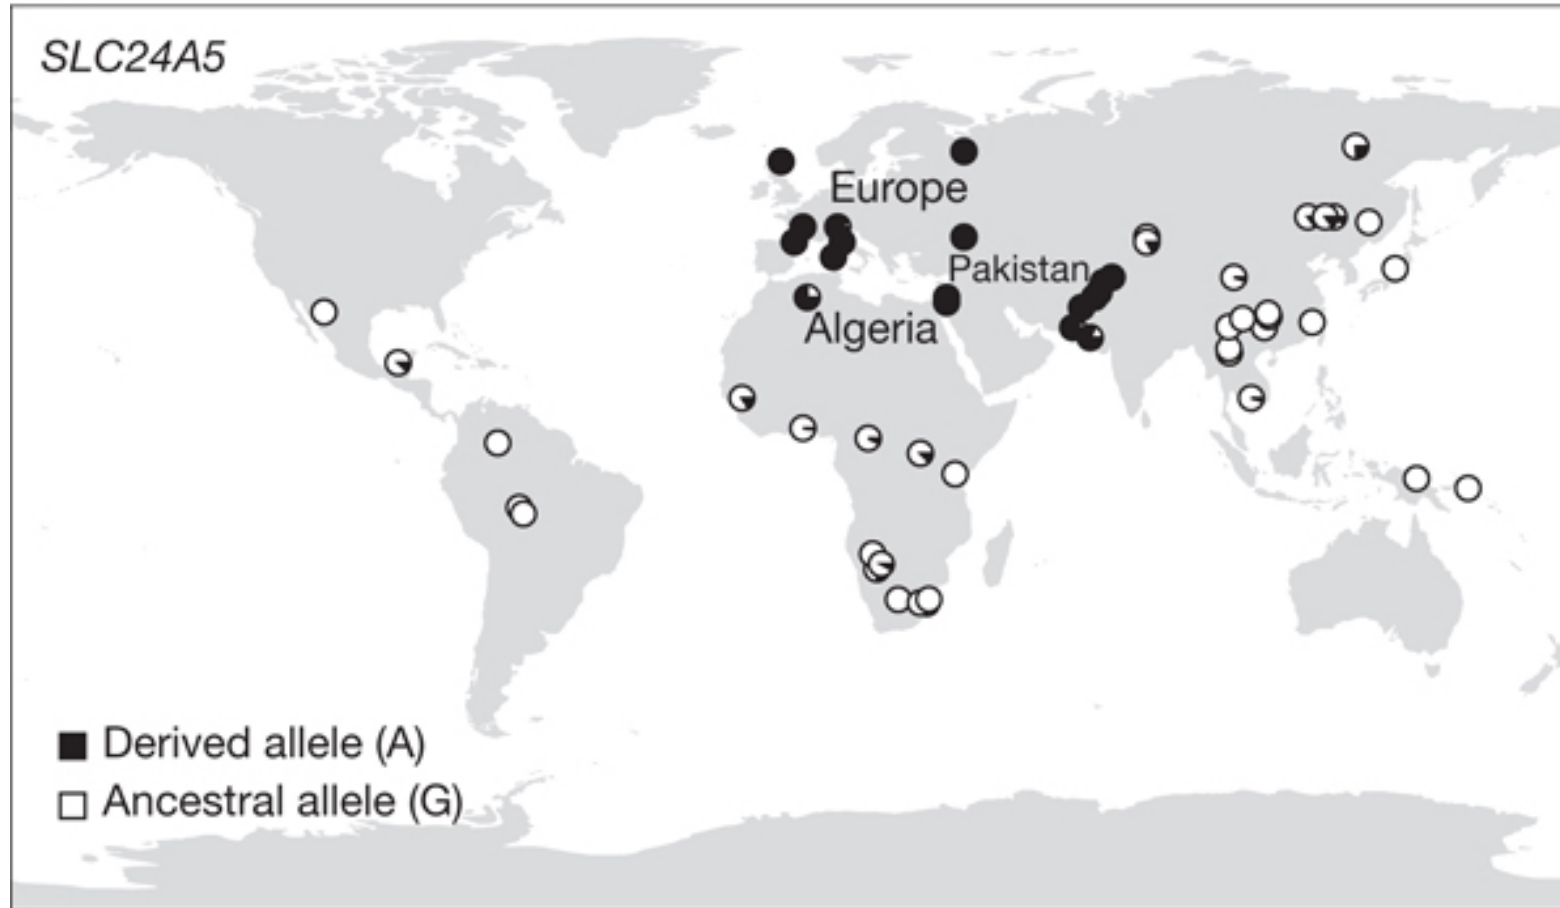 SLC24A5
Europe
Pakistan
Algeria
Derived allele (A)
Ancestral allele (G)